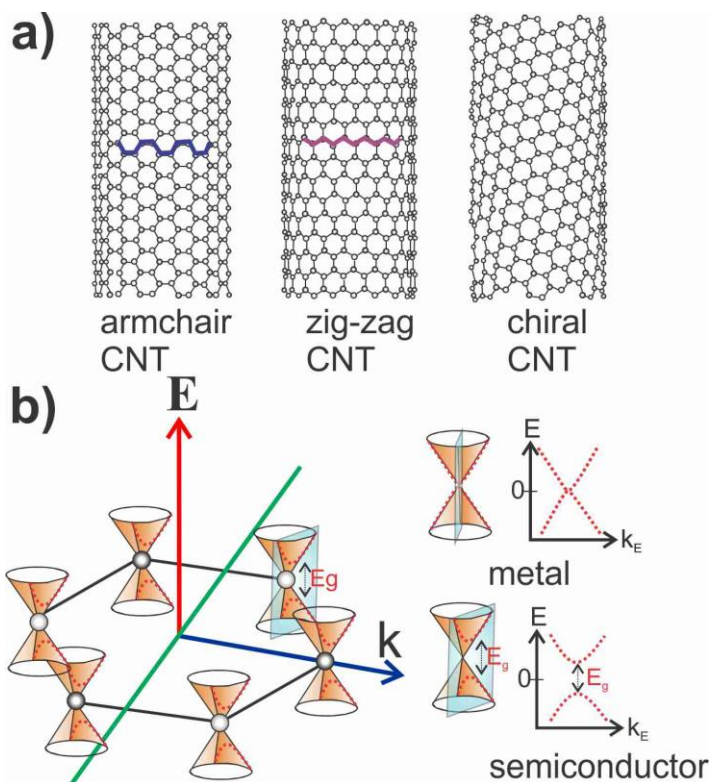 a)
armchair
CNT
zig-zag
CNT
chiral
CNT
b)
E
k
Eg
E
0
k_E
metal
E_g
E
0
E_g
k_E
semiconductor